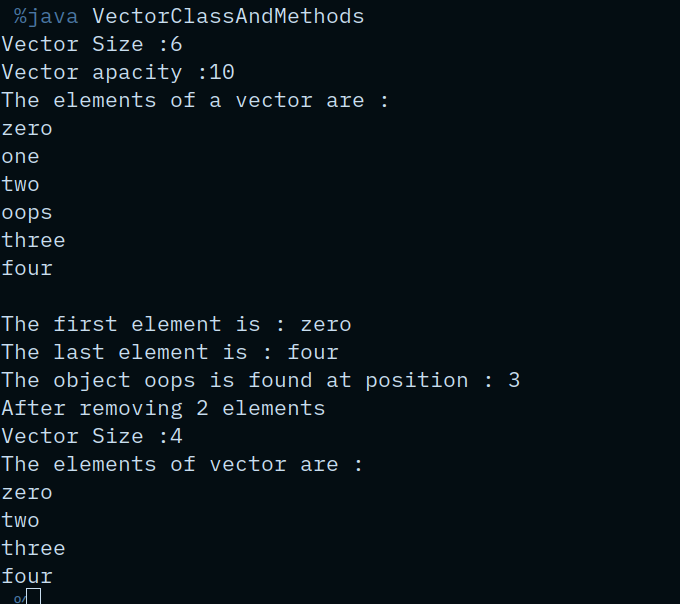 %java VectorClassAndMethods
Vector Size :6
Vector apacity :10
The elements of a vector are :
zero
one
two
oops
three
four
The first element is : zero
The last element is : four
The object oops is found at position : 3
After removing 2 elements
Vector Size :4
The elements of vector are :
zero
two
three
four
%